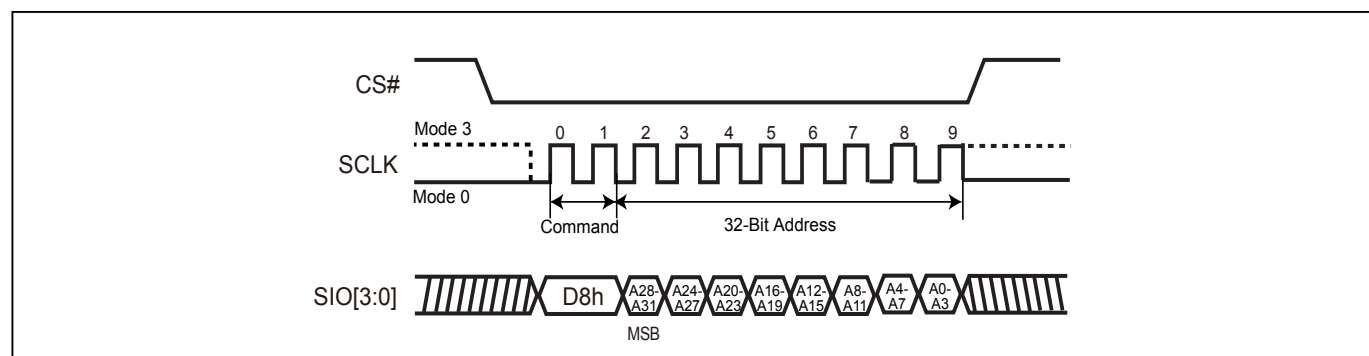 CS#
Mode 3
0 1 2 3 4 5 6 7 8 9
SCLK
Mode 0
Command
32-Bit Address
SIO[3:0]
D8h
A28-
A31
A24-
A27
A20-
A23
A16-
A19
A12-
A15
A8-
A11
A4-
A7
A0-
A3
MSB